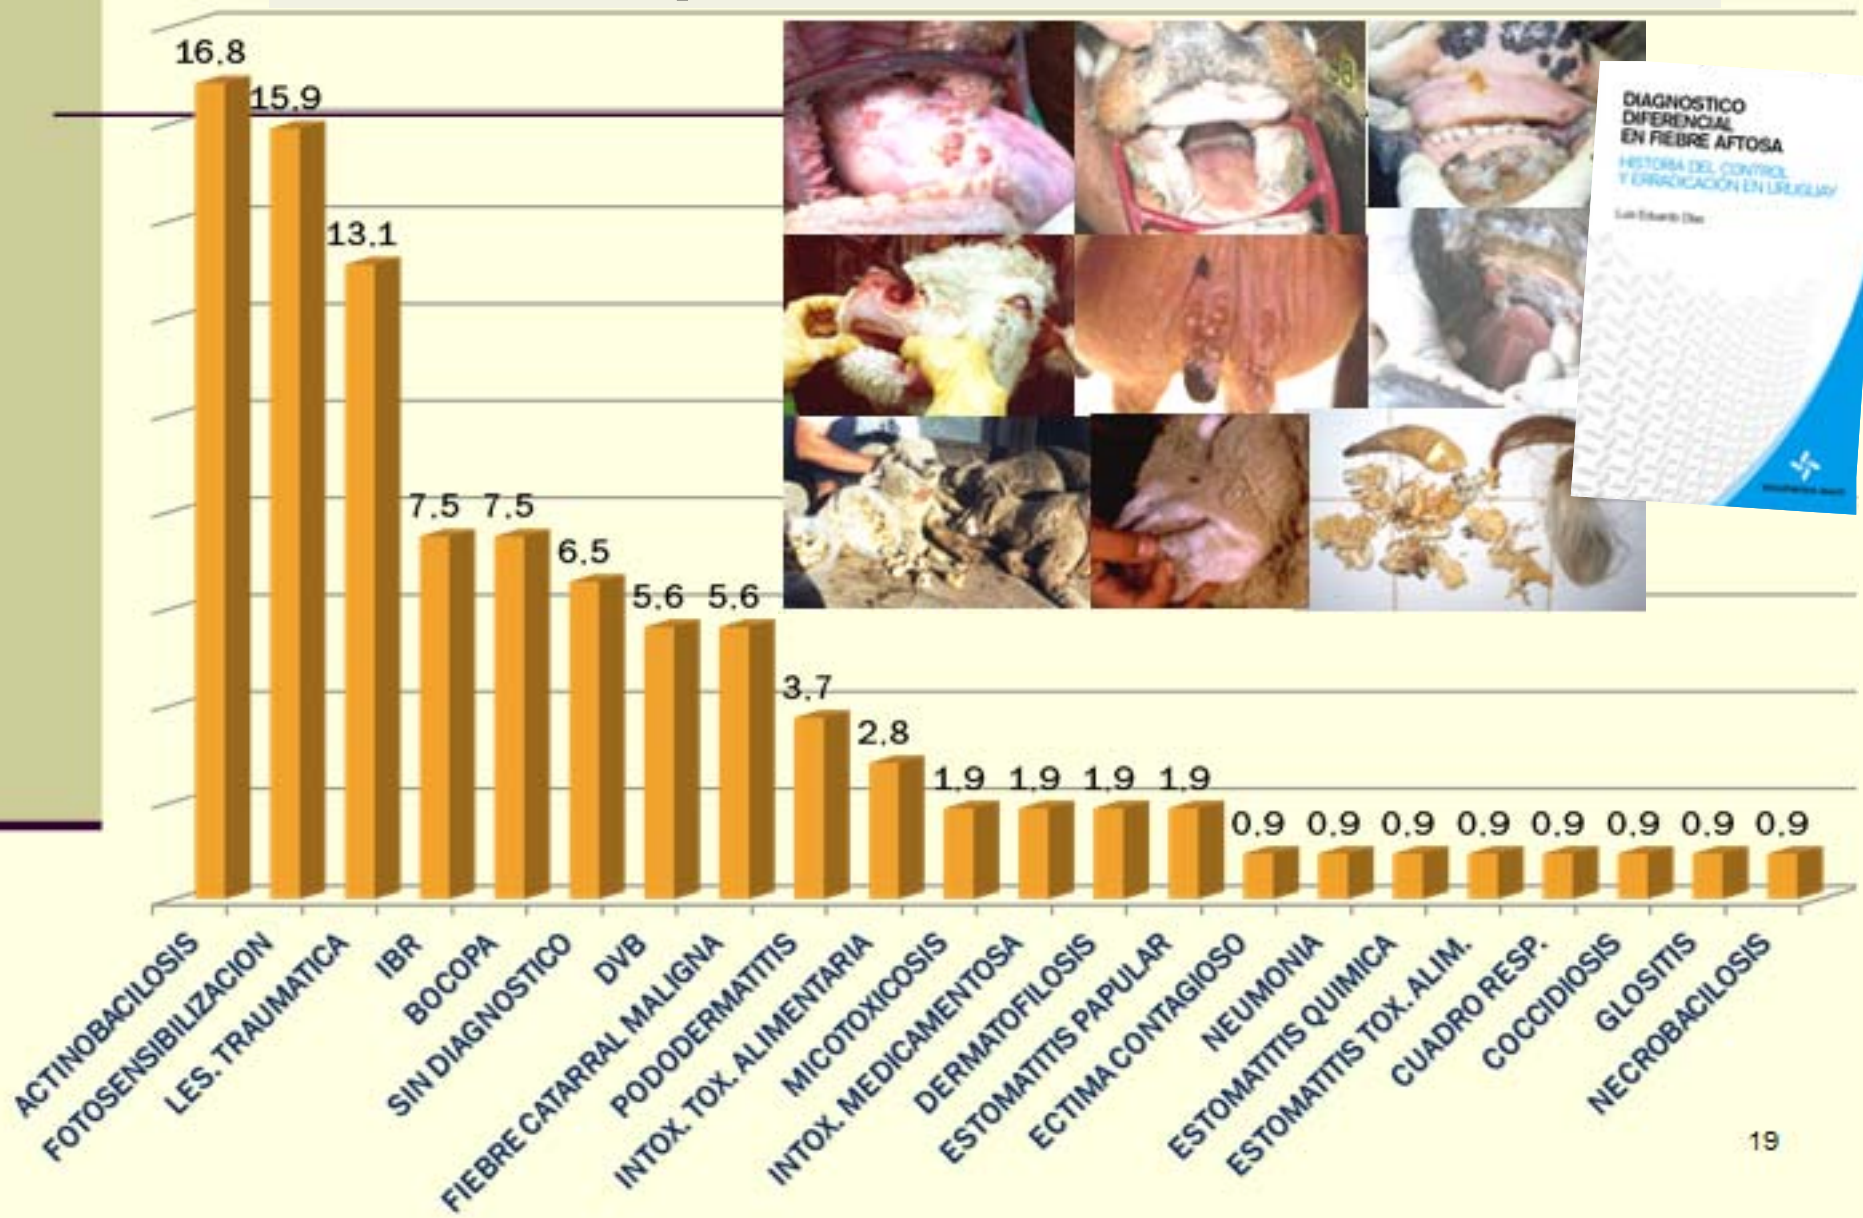 16.8
15.9
13.1
7.5
7.5
6.5
5.6
5.6
3.7
2.8
1.9
1.9
1.9
1.9
0.9
0.9
0.9
0.9
0.9
0.9
0.9
0.9
DIAGNOSTICO
DIFERENCIAL
EN FIEBRE AFTOSA
HISTORIA DEL CONTROL
Y ERRADICACIÓN EN URUGUAY
Luis Eduardo Díaz
ACTINOBACILOSIS
FOTOSENSIBILIZACION
LES. TRAUMATICA
IBR
BOCOPA
SIN DIAGNOSTICO
DVB
FIEBRE CATARRAL MALIGNA
PODODERMATITIS
INTOX. TOX. ALIMENTARIA
MICOTOXICOSIS
INTOX. MEDICAMENTOSA
DERMATOFILOSIS
ESTOMATITIS PAPULAR
ECTIMA CONTAGIOSO
NEUMONIA
ESTOMATITIS QUIMICA
ESTOMATITIS TOX. ALIM.
CUADRO RESP.
COCCIDIOSIS
GLOSITIS
NECROBACILOSIS
19